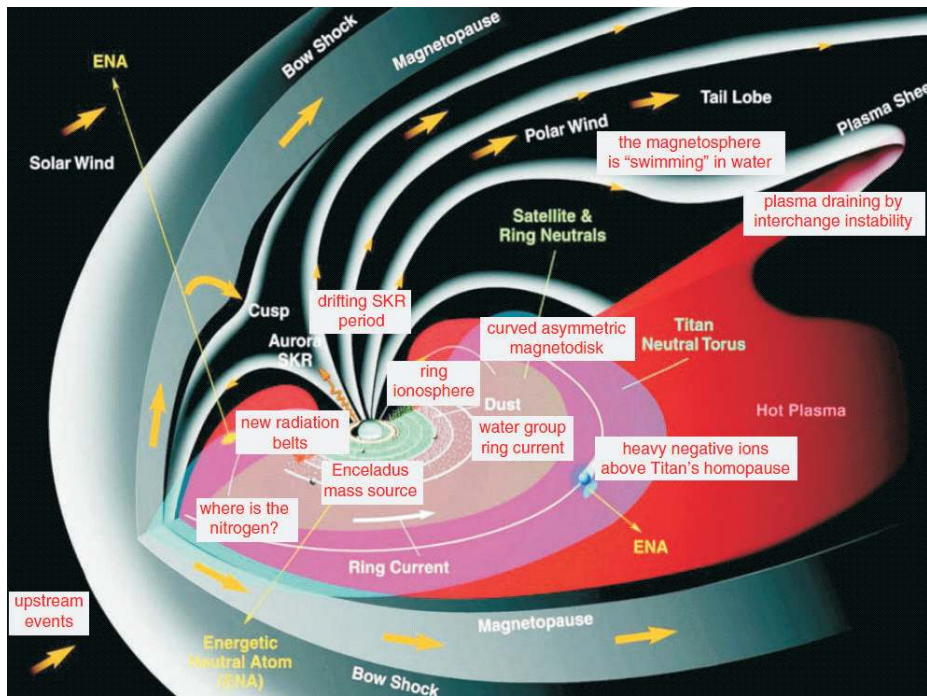 ENA
Bow Shock
Magnetopause
Solar Wind
Tail Lobe
Polar Wind
Plasma Sheet
the magnetosphere
is “swimming” in water
plasma draining by
interchange instability
Satellite &
Ring Neutrals
Cusp
drifting SKR
period
Aurora
SKR
curved asymmetric
magnetodisk
Titan
Neutral Torus
ring
ionosphere
Dust
Hot Plasma
new radiation
belts
water group
ring current
heavy negative ions
above Titan’s homopause
Enceladus
mass source
where is the
nitrogen?
ENA
Ring Current
upstream
events
Magnetopause
Energetic
Neutral Atom
(ENA)
Bow Shock